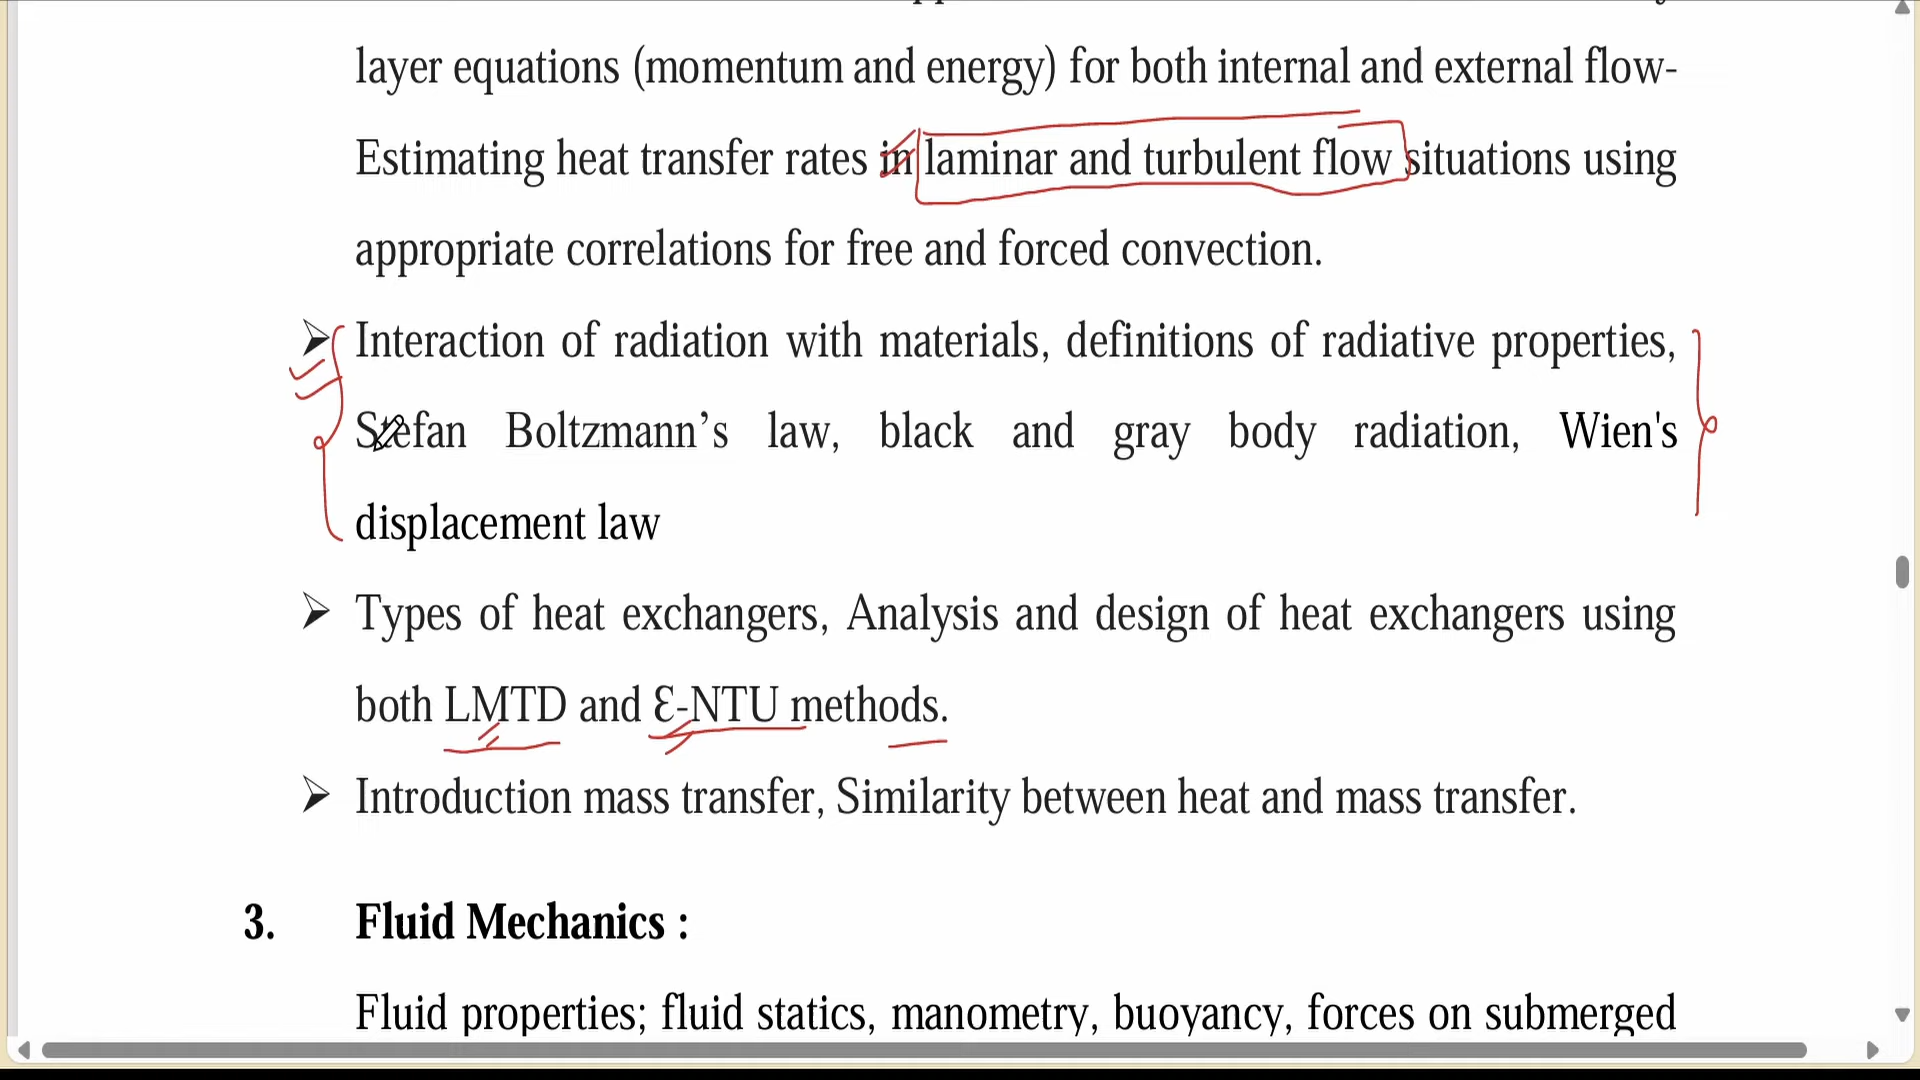 layer equations (momentum and energy) for both internal and external flow-
Estimating heat transfer rates in laminar and turbulent flow situations using
appropriate correlations for free and forced convection.
➢ Interaction of radiation with materials, definitions of radiative properties,
Stefan Boltzmann’s law, black and gray body radiation, Wien's
displacement law
➢ Types of heat exchangers, Analysis and design of heat exchangers using
both LMTD and Ɛ-NTU methods.
➢ Introduction mass transfer, Similarity between heat and mass transfer.
3. Fluid Mechanics :
Fluid properties; fluid statics, manometry, buoyancy, forces on submerged